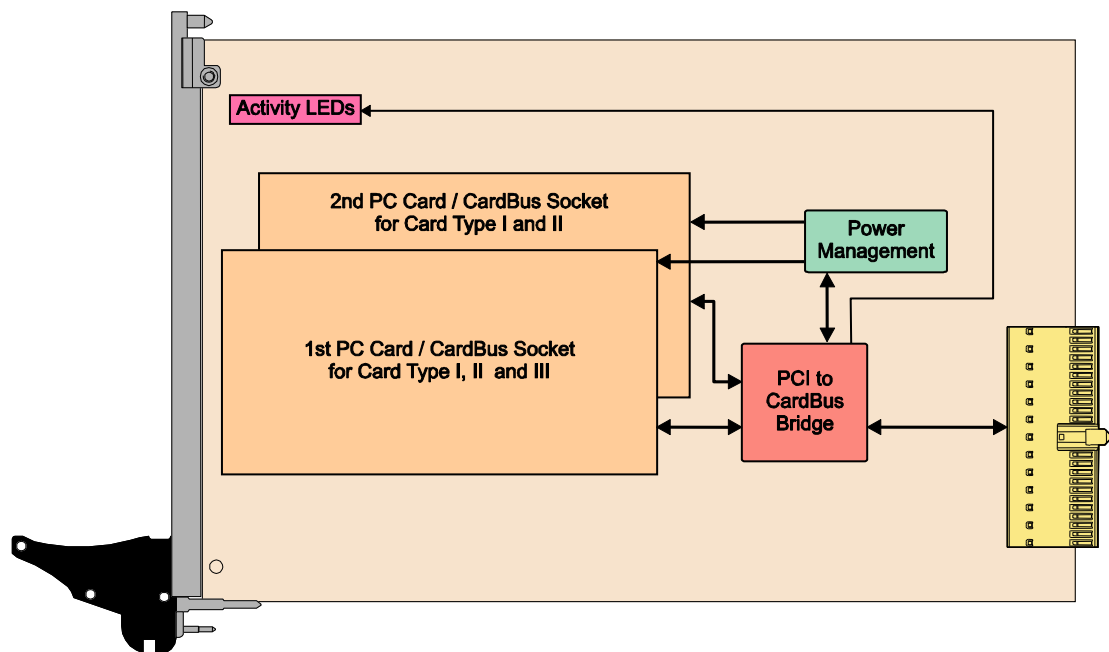 Activity LEDs
2nd PC Card / CardBus Socket
for Card Type I and II
Power
Management
1st PC Card / CardBus Socket
for Card Type I, II  and III
PCI to
CardBus
Bridge